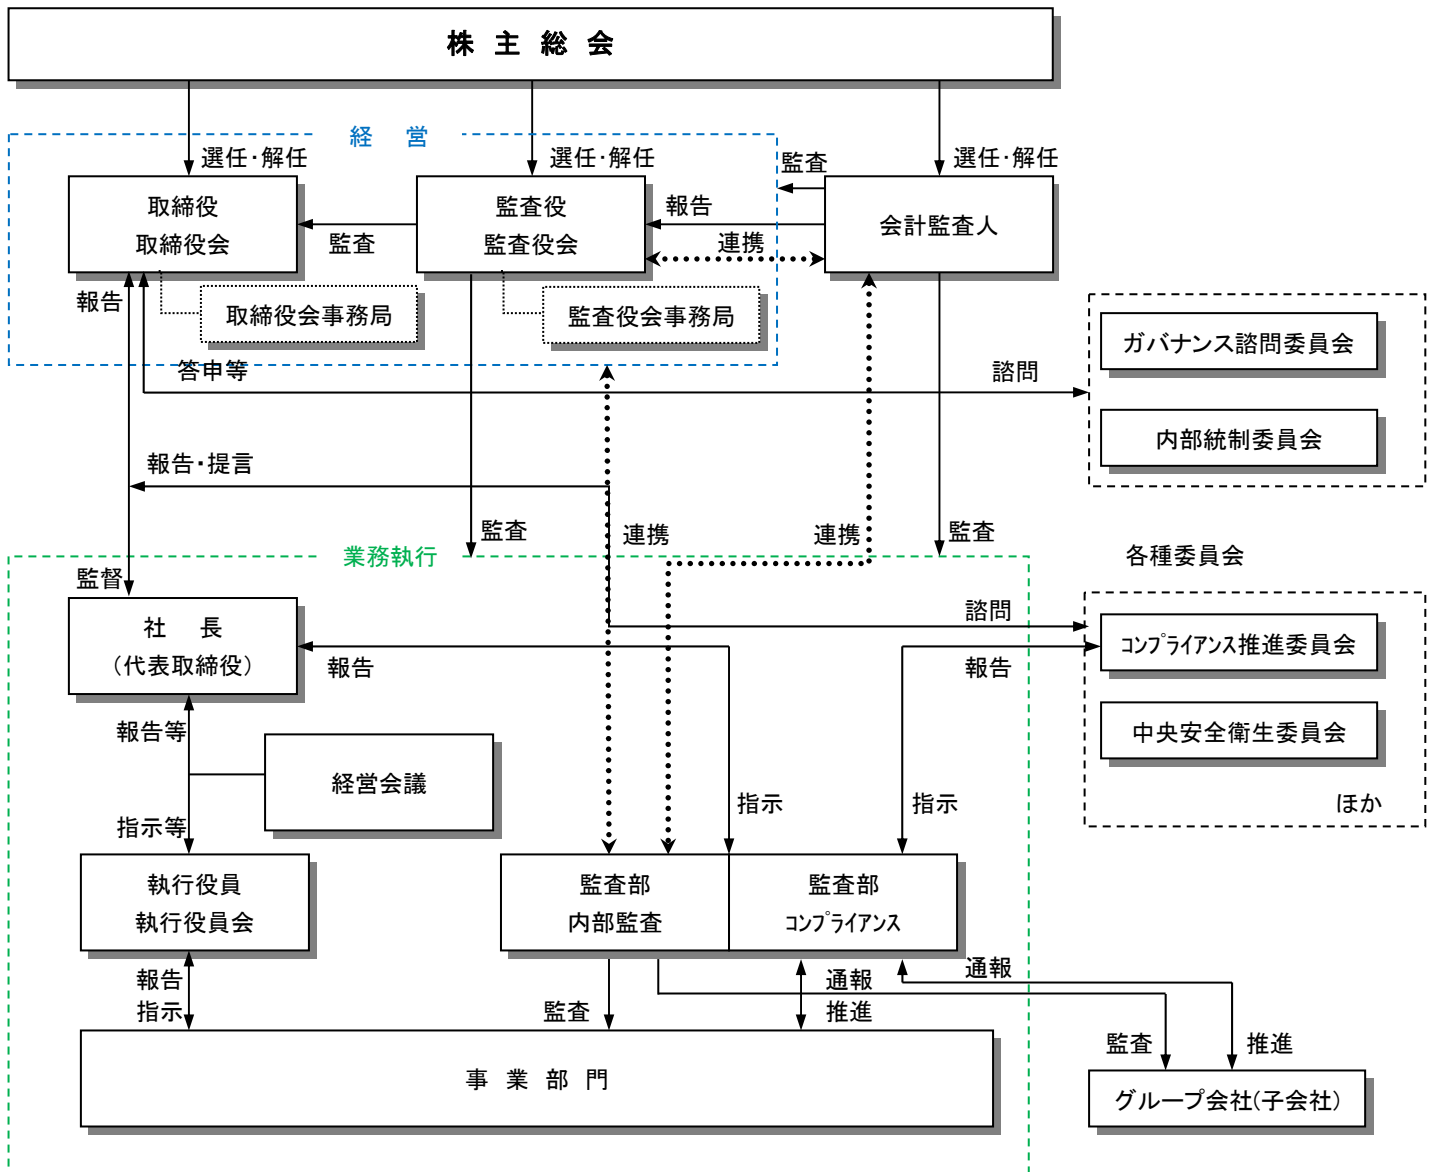 株 主 総 会
経 営
選任・解任
選任・解任
選任・解任
監査
取締役
取締役会
監査
監査役
監査役会
報告
連携
会計監査人
報告
取締役会事務局
監査役会事務局
答申等
諮問
ガバナンス諮問委員会
内部統制委員会
報告・提言
監査
連携
連携
監査
業務執行
各種委員会
監督
社 長
（代表取締役）
報告
諮問
報告
コンプライアンス推進委員会
中央安全衛生委員会
ほか
報告等
経営会議
指示等
指示
指示
執行役員
執行役員会
監査部
内部監査
監査部
コンプライアンス
報告
指示
監査
通報
推進
通報
監査
推進
事 業 部 門
グループ会社(子会社)